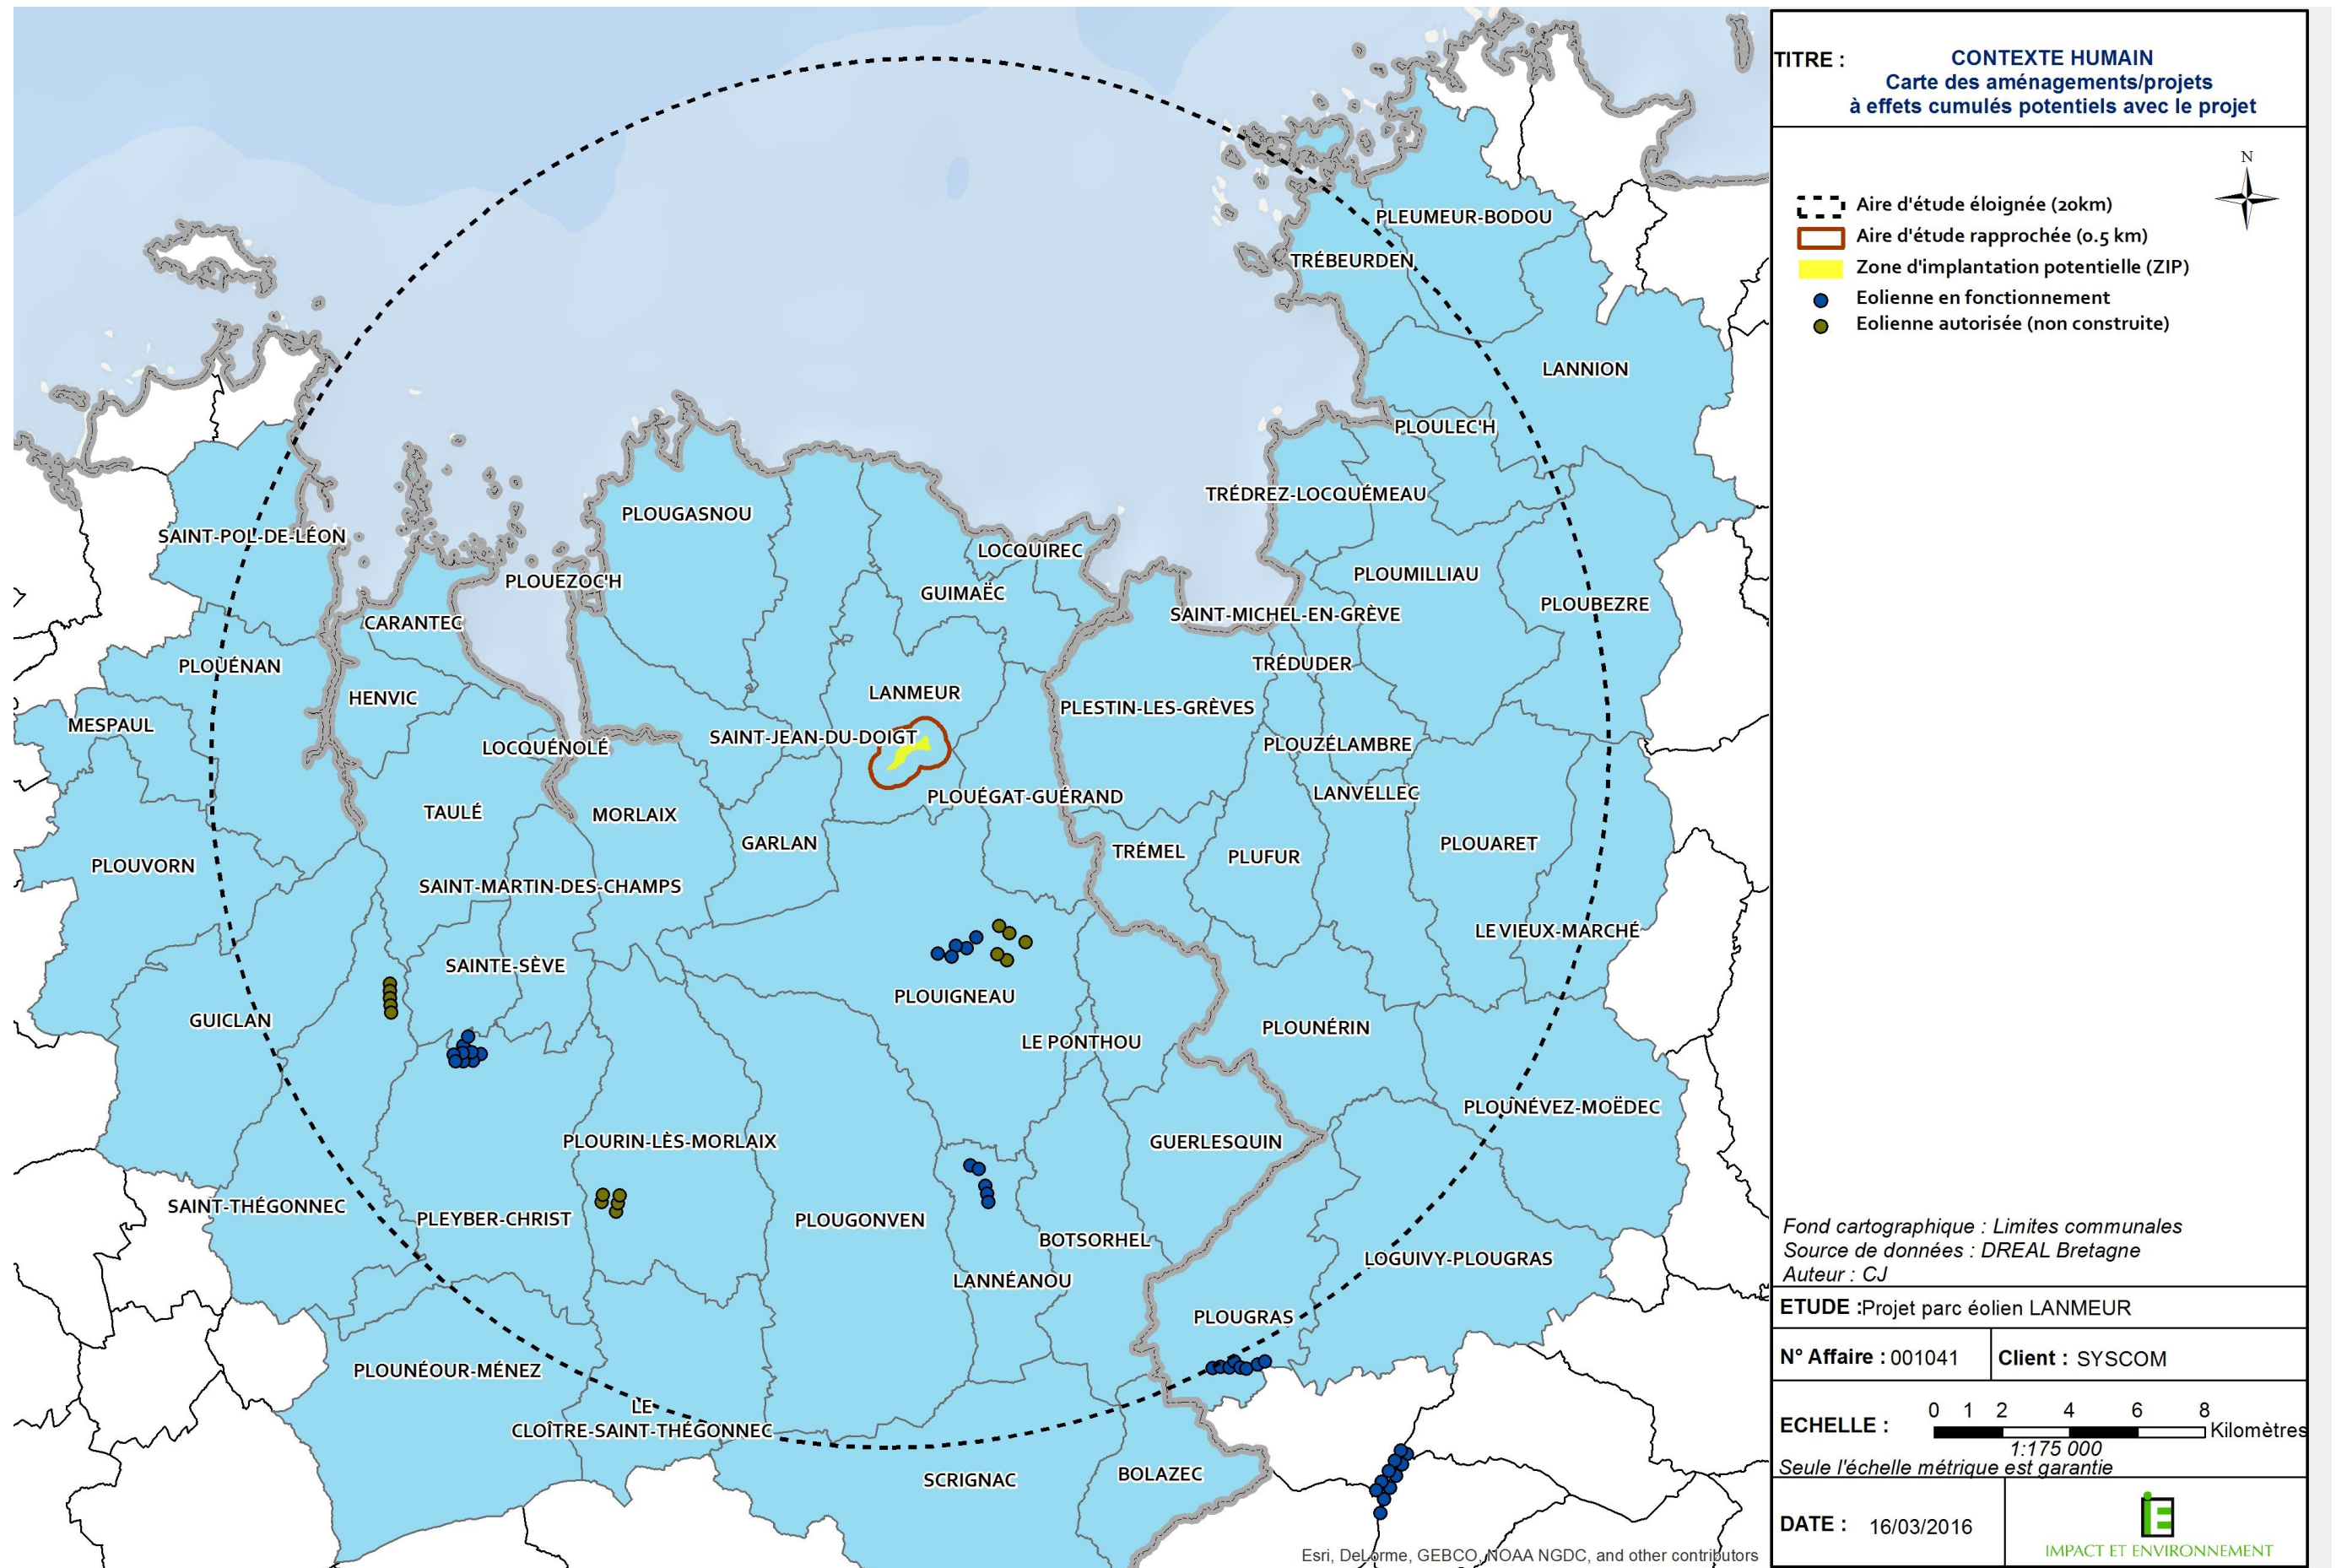 PLEUMEUR-BODOU
TRÉBEURDEN
LANNION
PLOULEC'H
TRÉDREZ-LOCQUÉMEAU
PLOUGASNOU
SAINT-POL-DE-LÉON
LOCQUIREC
PLOUMILLIAU
PLOUEZOC'H
GUIMAËC
PLOUBEZRE
SAINT-MICHEL-EN-GRÈVE
CARANTEC
TRÉDUDER
PLOUÉNAN
LANMEUR
HENVIC
PLESTIN-LES-GRÈVES
MESPAUL
SAINT-JEAN-DU-DOIGT
PLOUZÉLAMBRE
LOCQUÉNOLÉ
LANVELLEC
PLOUÉGAT-GUÉRAND
TAULÉ
MORLAIX
GARLAN
PLOUARET
TRÉMEL
PLUFUR
PLOUVORN
SAINT-MARTIN-DES-CHAMPS
LE VIEUX-MARCHÉ
SAINTE-SÈVE
PLOUIGNEAU
GUICLAN
PLOUNÉRIN
LE PONTHOU
PLOUNÉVEZ-MOËDEC
PLOURIN-LÈS-MORLAIX
GUERLESQUIN
SAINT-THÉGONNEC
PLEYBER-CHRIST
PLOUGONVEN
BOTSORHEL
LOGUIVY-PLOUGRAS
LANNÉANOU
PLOUGRAS
PLOUNÉOUR-MÉNEZ
LE
CLOÎTRE-SAINT-THÉGONNEC
BOLAZEC
SCRIGNAC
Esri, DeLorme, GEBCO, NOAA NGDC, and other contributors
TITRE :
CONTEXTE HUMAIN
Carte des aménagements/projets
à effets cumulés potentiels avec le projet
N
Aire d'étude éloignée (20km)
Aire d'étude rapprochée (0.5 km)
Zone d'implantation potentielle (ZIP)
Eolienne en fonctionnement
Eolienne autorisée (non construite)
Fond cartographique : Limites communales
Source de données : DREAL Bretagne
Auteur : CJ
ETUDE :Projet parc éolien LANMEUR
N° Affaire : 001041
Client : SYSCOM
ECHELLE :
0 1 2 4 6 8
Kilomètres
1:175 000
Seule l'échelle métrique est garantie
DATE : 16/03/2016
iE
IMPACT ET ENVIRONNEMENT